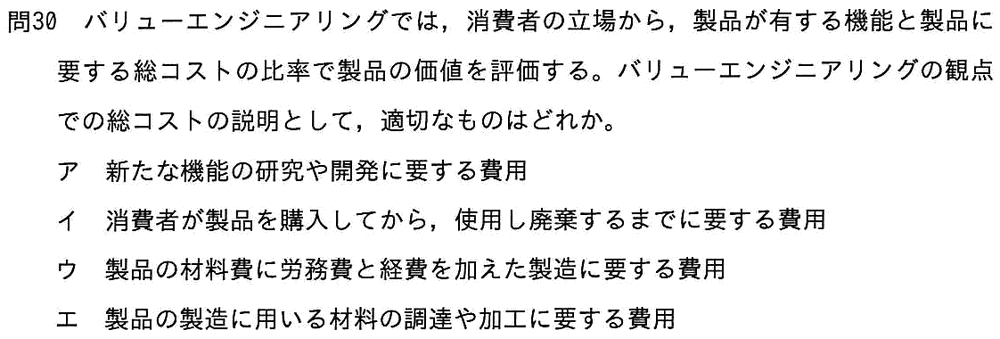 問30　バリューエンジニアリングでは，消費者の立場から，製品が有する機能と製品に
要する総コストの比率で製品の価値を評価する。バリューエンジニアリングの観点
での総コストの説明として，適切なものはどれか。
ア　新たな機能の研究や開発に要する費用
イ　消費者が製品を購入してから，使用し廃棄するまでに要する費用
ウ　製品の材料費に労務費と経費を加えた製造に要する費用
エ　製品の製造に用いる材料の調達や加工に要する費用